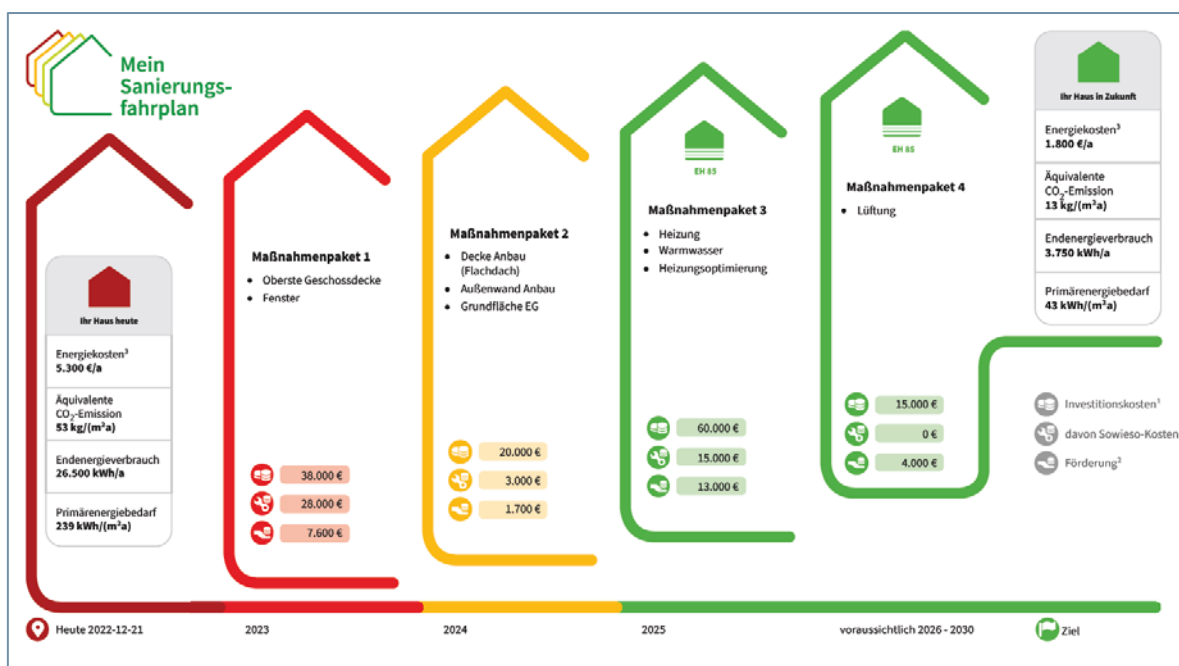 Mein
Sanierungs-
fahrplan
Ihr Haus heute
Energiekosten³
5.300 €/a
Äquivalente
CO₂-Emission
53 kg/(m²a)
Endenergieverbrauch
26.500 kWh/a
Primärenergiebedarf
239 kWh/(m²a)
Maßnahmenpaket 1
• Oberste Geschossdecke
• Fenster
38.000 €
28.000 €
7.600 €
Maßnahmenpaket 2
• Decke Anbau
(Flachdach)
• Außenwand Anbau
• Grundfläche EG
20.000 €
3.000 €
1.700 €
EH 85
Maßnahmenpaket 3
• Heizung
• Warmwasser
• Heizungsoptimierung
60.000 €
15.000 €
13.000 €
EH 85
Maßnahmenpaket 4
• Lüftung
15.000 €
0 €
4.000 €
Ihr Haus in Zukunft
Energiekosten³
1.800 €/a
Äquivalente
CO₂-Emission
13 kg/(m²a)
Endenergieverbrauch
3.750 kWh/a
Primärenergiebedarf
43 kWh/(m²a)
Investitionskosten¹
davon Sowieso-Kosten
Förderung²
Heute 2022-12-21
2023
2024
2025
voraussichtlich 2026 - 2030
Ziel